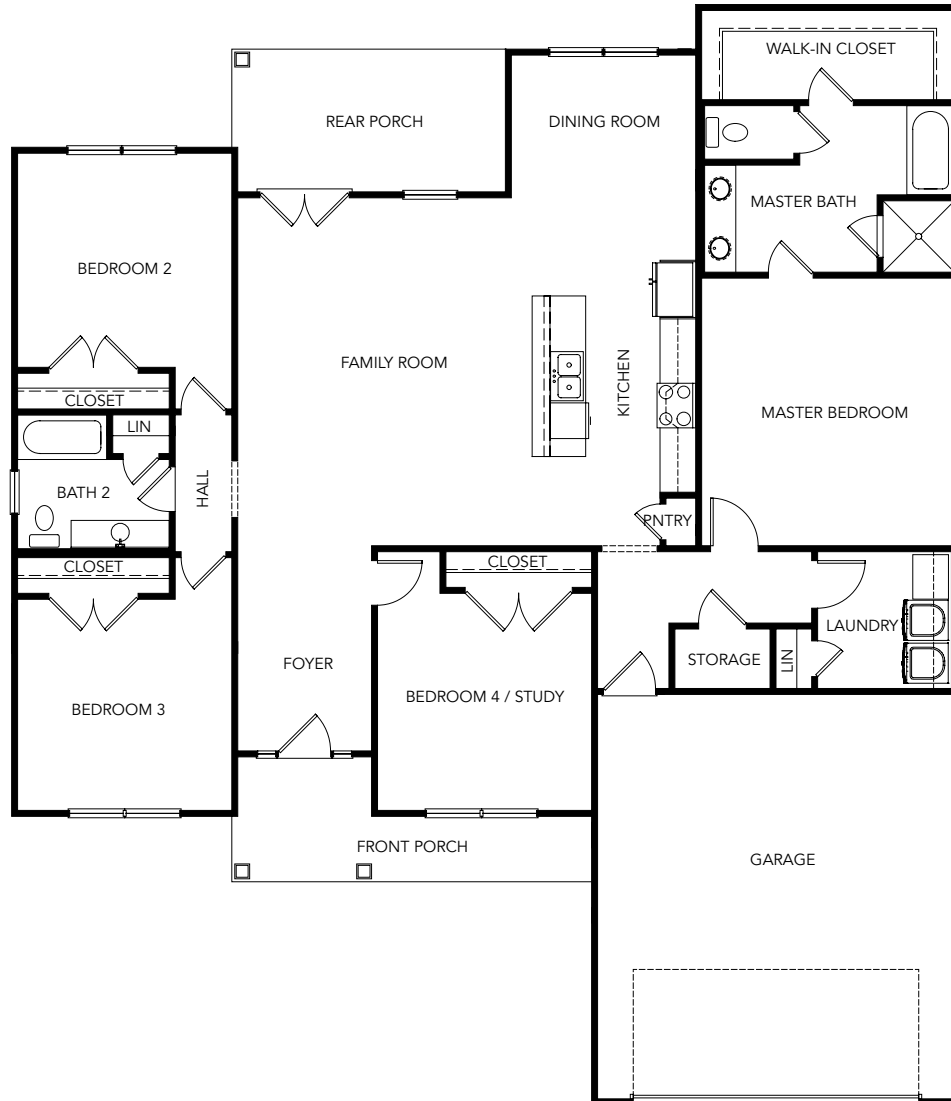 WALK-IN CLOSET
REAR PORCH
DINING ROOM
MASTER BATH
BEDROOM 2
FAMILY ROOM
KITCHEN
CLOSET
MASTER BEDROOM
LIN
HALL
BATH 2
PNTRY
CLOSET
CLOSET
LAUNDRY
FOYER
STORAGE
LIN
BEDROOM 4 / STUDY
BEDROOM 3
FRONT PORCH
GARAGE